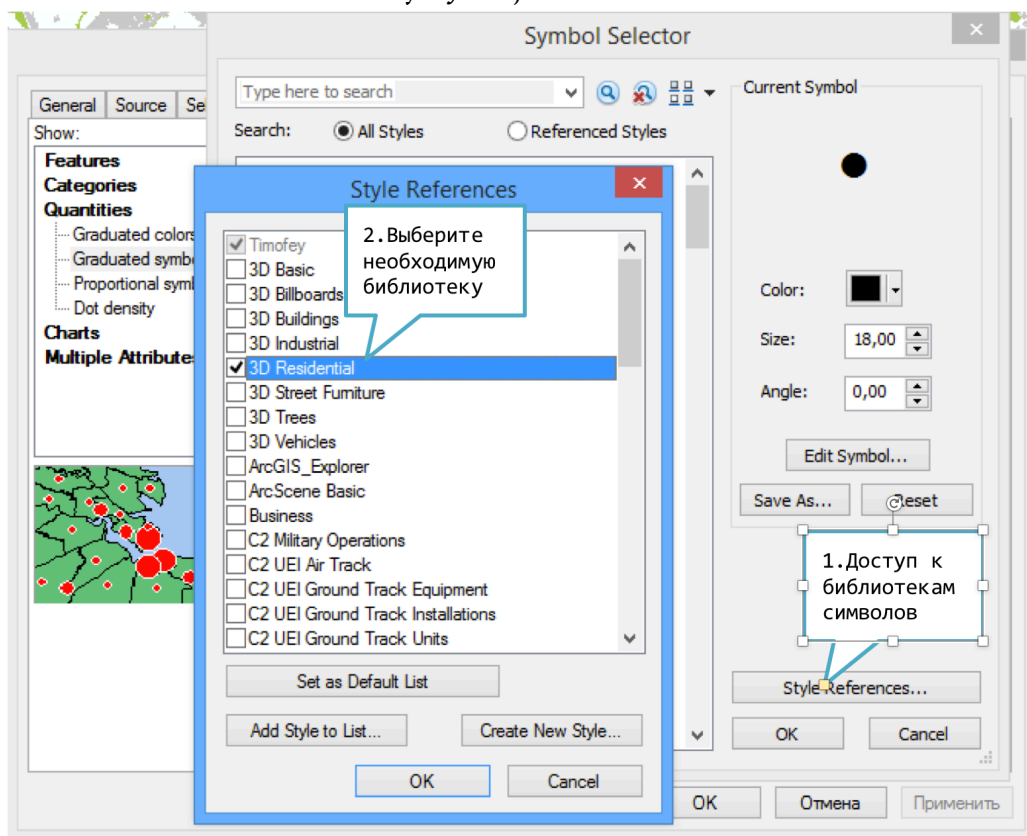 Symbol Selector
Type here to search
Search:
All Styles
Referenced Styles
Current Symbol
Color:
Size:
18,00
Angle:
0,00
Edit Symbol...
Save As...
Reset
1.Доступ к
библиотекам
символов
Style References...
OK
Cancel
General
Source
Se
Show:
Features
Categories
Quantities
Graduated colors
Graduated symbo
Proportional symb
Dot density
Charts
Multiple Attributes
Style References
2.Выберите
необходимую
библиотеку
Timofey
3D Basic
3D Billboards
3D Buildings
3D Industrial
3D Residential
3D Street Furniture
3D Trees
3D Vehicles
ArcGIS_Explorer
ArcScene Basic
Business
C2 Military Operations
C2 UEI Air Track
C2 UEI Ground Track Equipment
C2 UEI Ground Track Installations
C2 UEI Ground Track Units
Set as Default List
Add Style to List...
Create New Style...
OK
Cancel
OK
Отмена
Применить